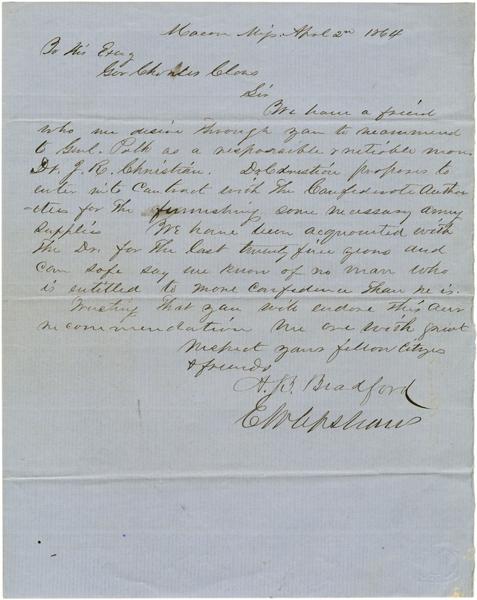 Macon Miss. April 2nd 1864
To His Excy
Gov Charles Clark
Sir
We have a friend
who we desire through you to recommend
to Genl. Polk as a responsible & reliable man
Dr. J. R. Christian. Dr Christian proposes to
enter into Contract with the Confederate Author
-ities for the furnishing some necessary army
supplies We have been acquainted with
the Dr. for the last twenty five years and
can safe say we know of no man who
is entitled to more confidence than he is.
Trusting that you will endorse this our
recommendation We are with great
respect your fellow Citizens
& friends
A. B. Bradford
E W Upshaw